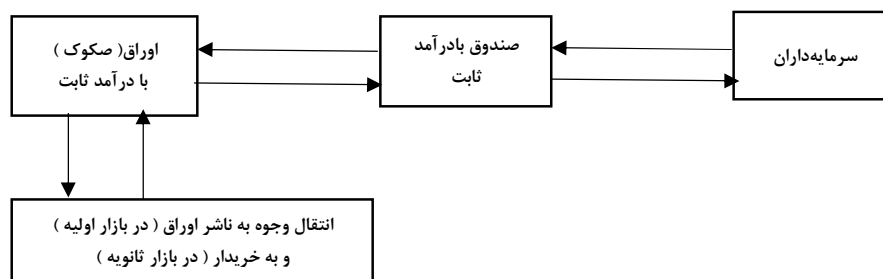 سرمایه‌داران
صندوق بادرآمد
ثابت
اوراق( صکوک )
با درآمد ثابت
انتقال وجوه به ناشر اوراق ( در بازار اولیه )
و به خریدار ( در بازار ثانویه )